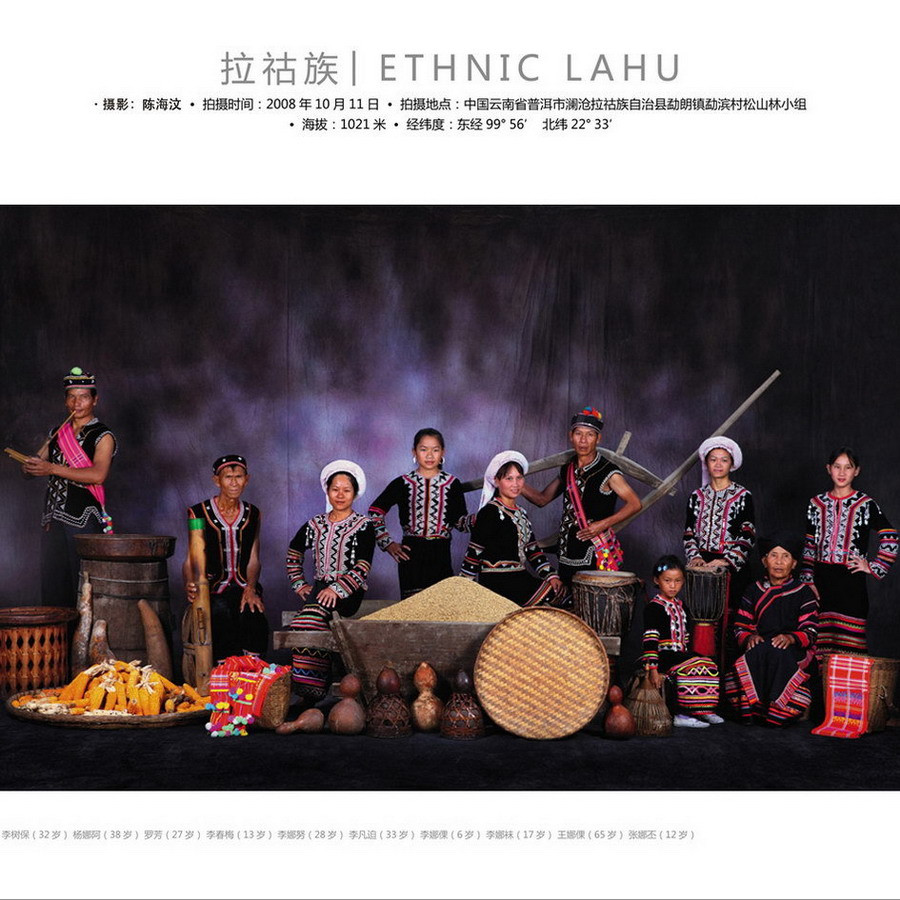 拉祜族| ETHNIC LAHU
· 摄影：陈海汶 • 拍摄时间：2008 年 10 月 11 日 • 拍摄地点：中国云南省普洱市澜沧拉祜族自治县勐朗镇勐滨村松山林小组
• 海拔：1021 米 • 经纬度：东经 99° 56′ 北纬 22° 33′
李树保（32 岁）杨娜阿（38 岁）罗芳（27 岁）李春梅（13 岁）李娜努（28 岁）李凡迫（33 岁）李娜倮（6 岁）李娜袜（17 岁）王娜倮（65 岁）张娜丕（12 岁）